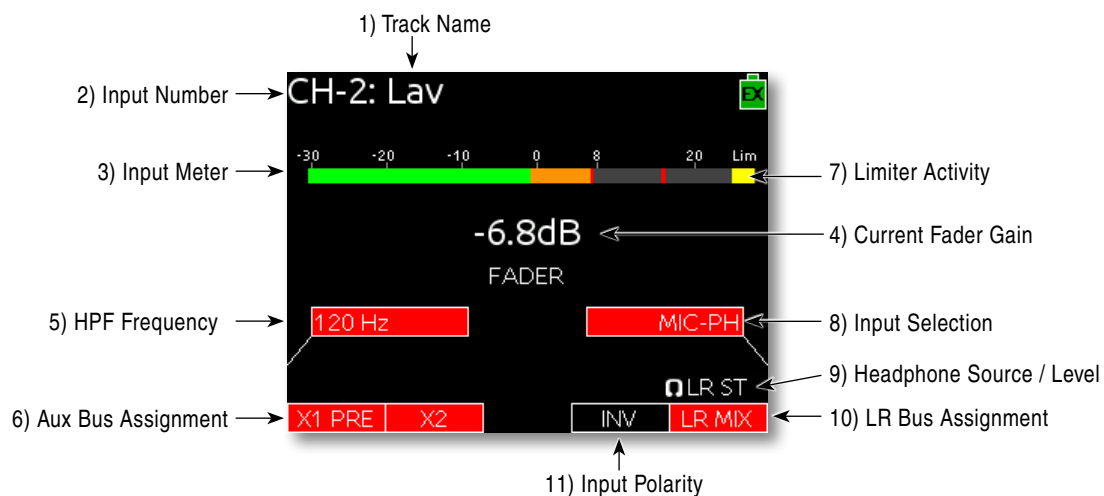 1) Track Name
2) Input Number
CH-2: Lav
EX
3) Input Meter
-30 -20 -10 0 8 20 Lim
7) Limiter Activity
-6.8dB
4) Current Fader Gain
FADER
5) HPF Frequency
120 Hz
MIC-PH
8) Input Selection
LR ST
9) Headphone Source / Level
6) Aux Bus Assignment
X1 PRE X2
INV LR MIX
10) LR Bus Assignment
11) Input Polarity